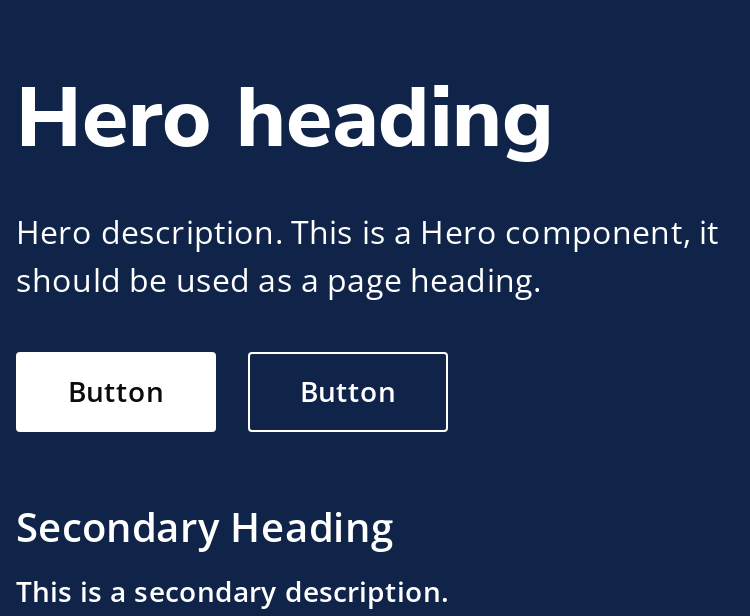 Hero heading
Hero description. This is a Hero component, it
should be used as a page heading.
Button
Button
Secondary Heading
This is a secondary description.